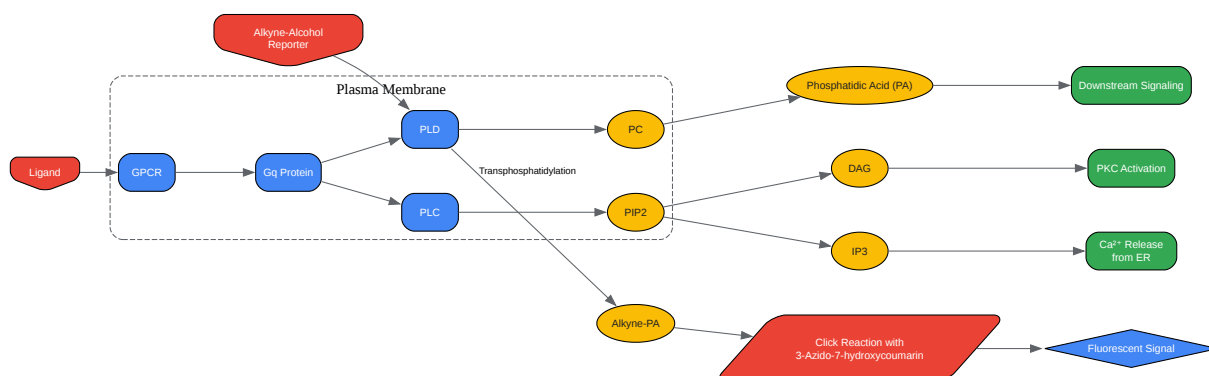 Alkyne-Alcohol
Reporter
Plasma Membrane
Phosphatidic Acid (PA)
Downstream Signaling
PLD
PC
Ligand
GPCR
Gq Protein
Transphosphatidylation
DAG
PKC Activation
PLC
PIP2
IP3
Ca²⁺ Release
from ER
Alkyne-PA
Click Reaction with
3-Azido-7-hydroxycoumarin
Fluorescent Signal